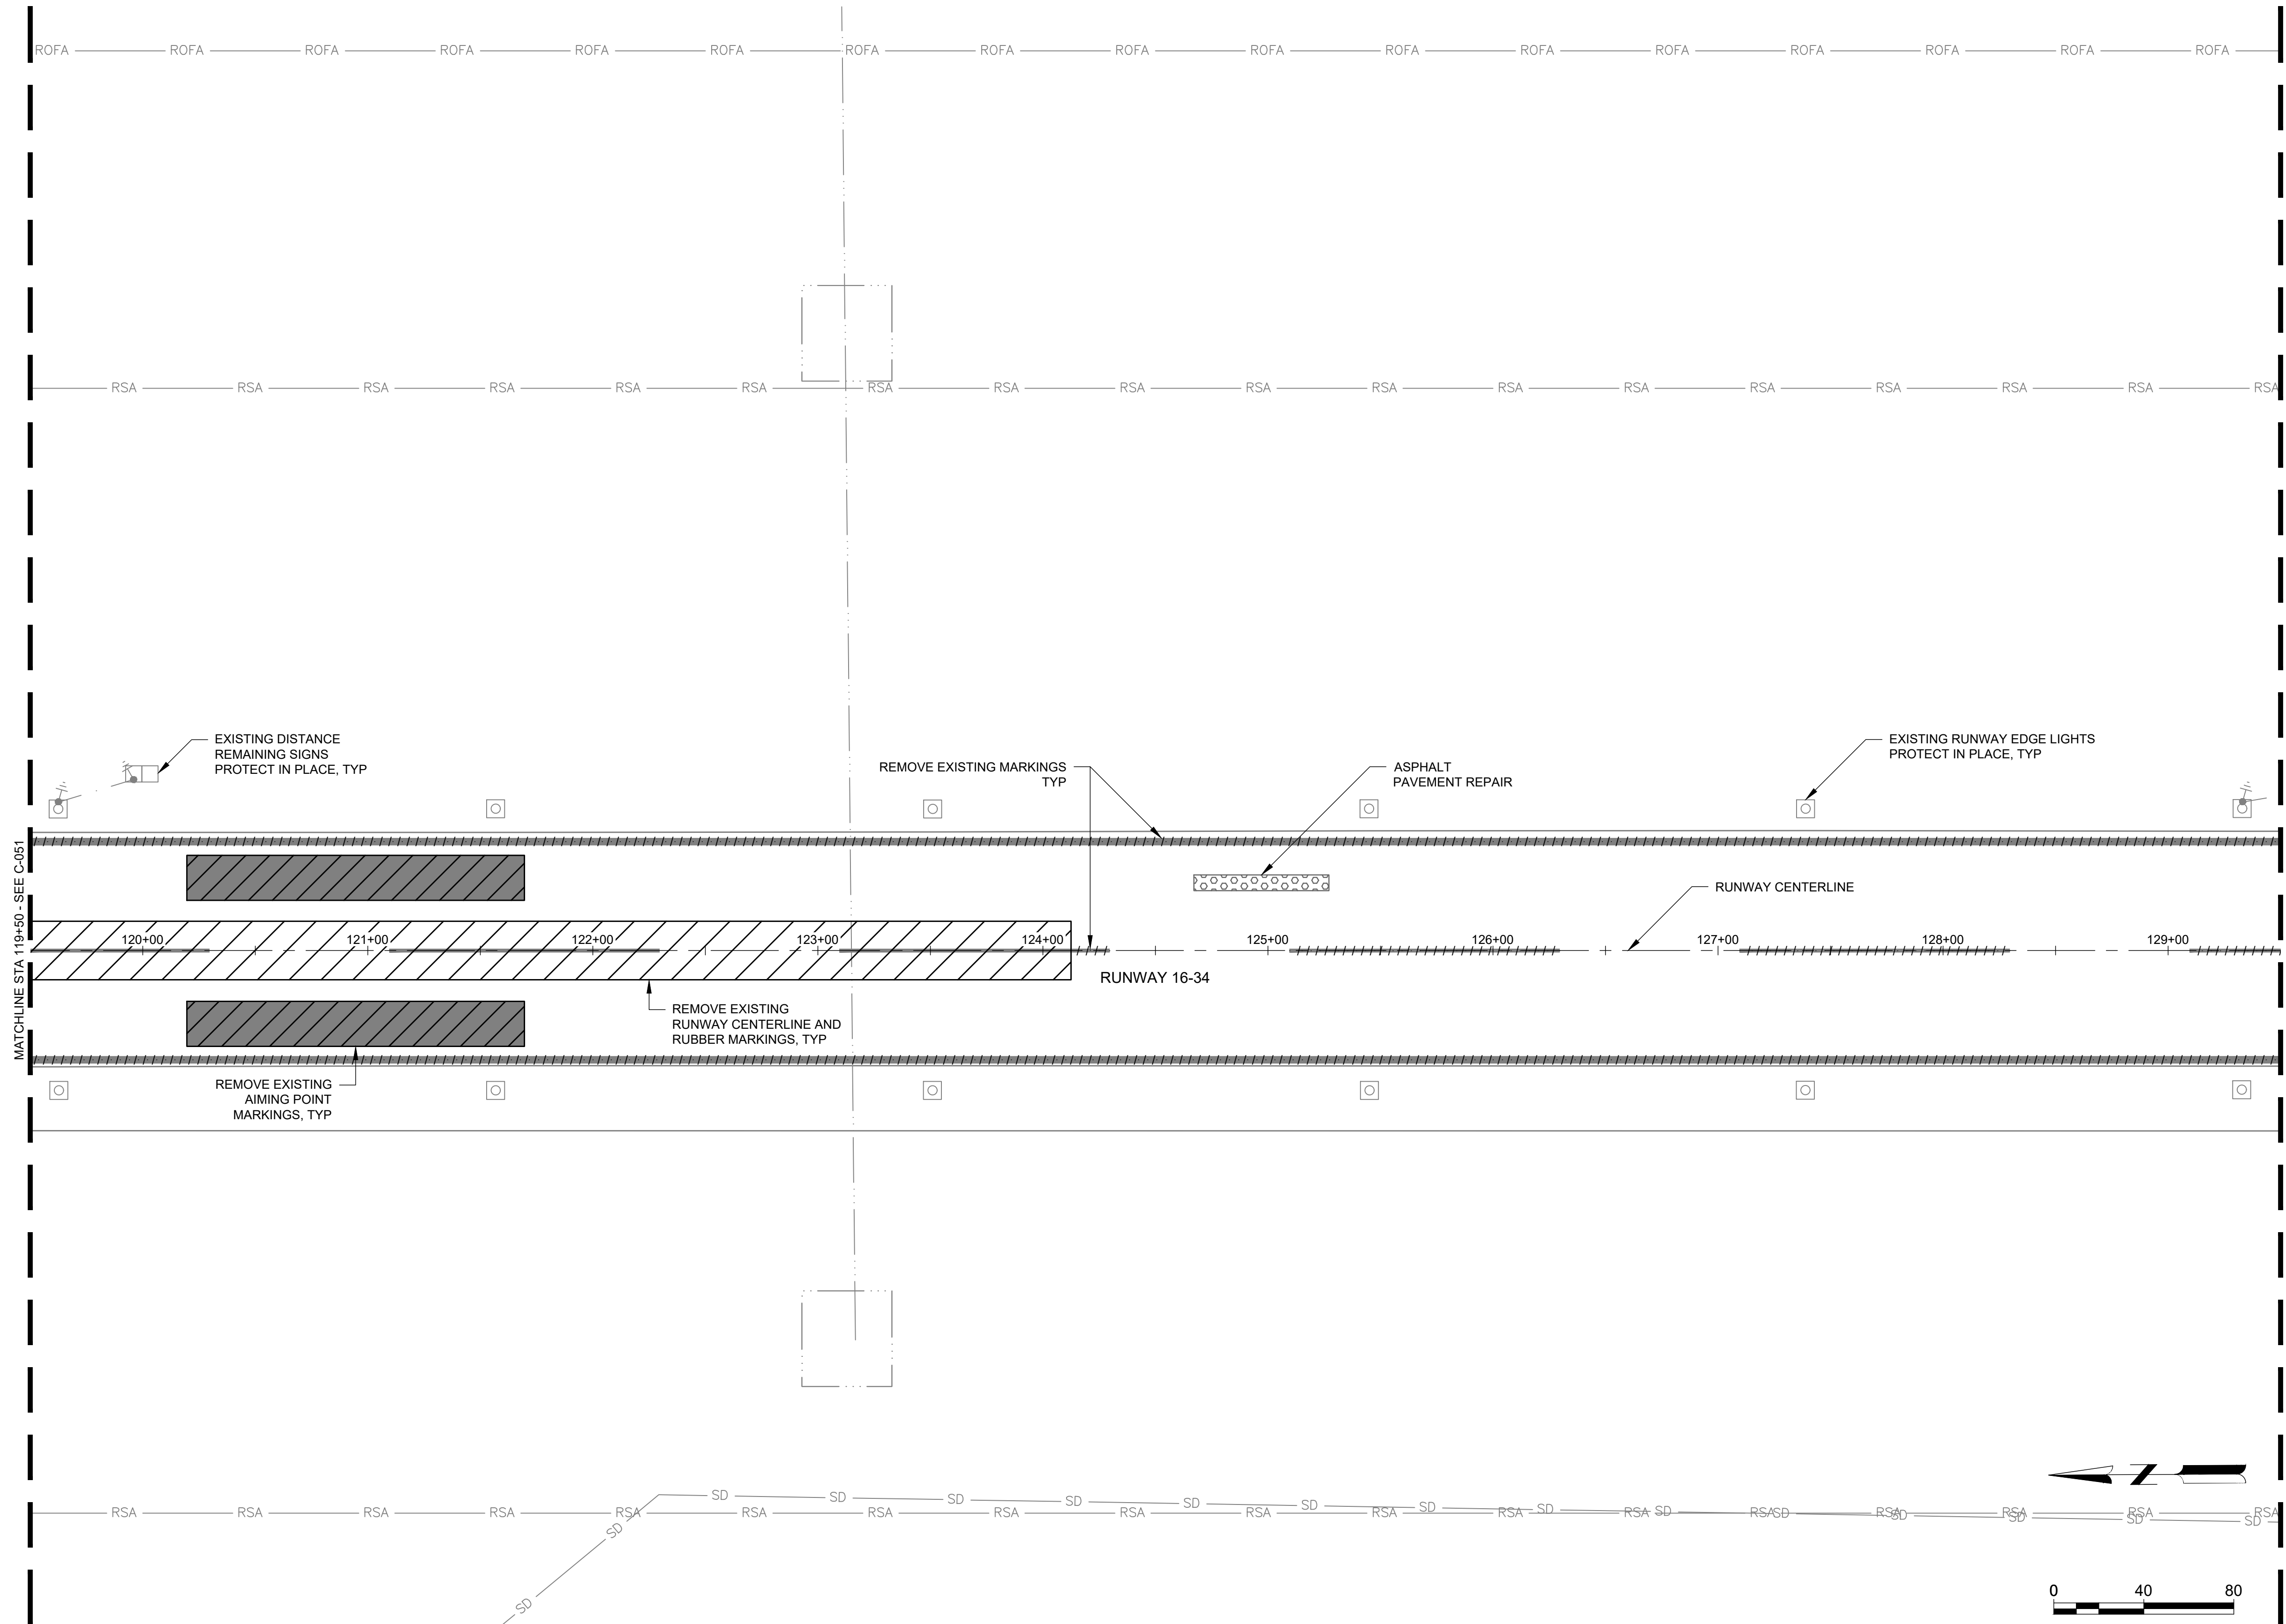 ROFA ROFA ROFA ROFA ROFA ROFA ROFA ROFA ROFA ROFA ROFA ROFA ROFA ROFA ROFA ROFA ROFA
RSA RSA RSA RSA RSA RSA RSA RSA RSA RSA RSA RSA RSA RSA RSA RSA RSA RSA
EXISTING DISTANCE
REMAINING SIGNS
PROTECT IN PLACE, TYP
REMOVE EXISTING MARKINGS
TYP
ASPHALT
PAVEMENT REPAIR
EXISTING RUNWAY EDGE LIGHTS
PROTECT IN PLACE, TYP
MATCHLINE STA 119+50 - SEE C-051
RUNWAY CENTERLINE
120+00 121+00 122+00 123+00 124+00 125+00 126+00 127+00 128+00 129+00
RUNWAY 16-34
REMOVE EXISTING
RUNWAY CENTERLINE AND
RUBBER MARKINGS, TYP
REMOVE EXISTING
AIMING POINT
MARKINGS, TYP
N
SD SD SD SD SD SD SD SD SD SD SD SD SD SD SD SD
RSA RSA RSA RSA RSA RSA RSA RSA RSA RSA RSA RSA RSA RSA RSA RSA RSA RSA
0 40 80